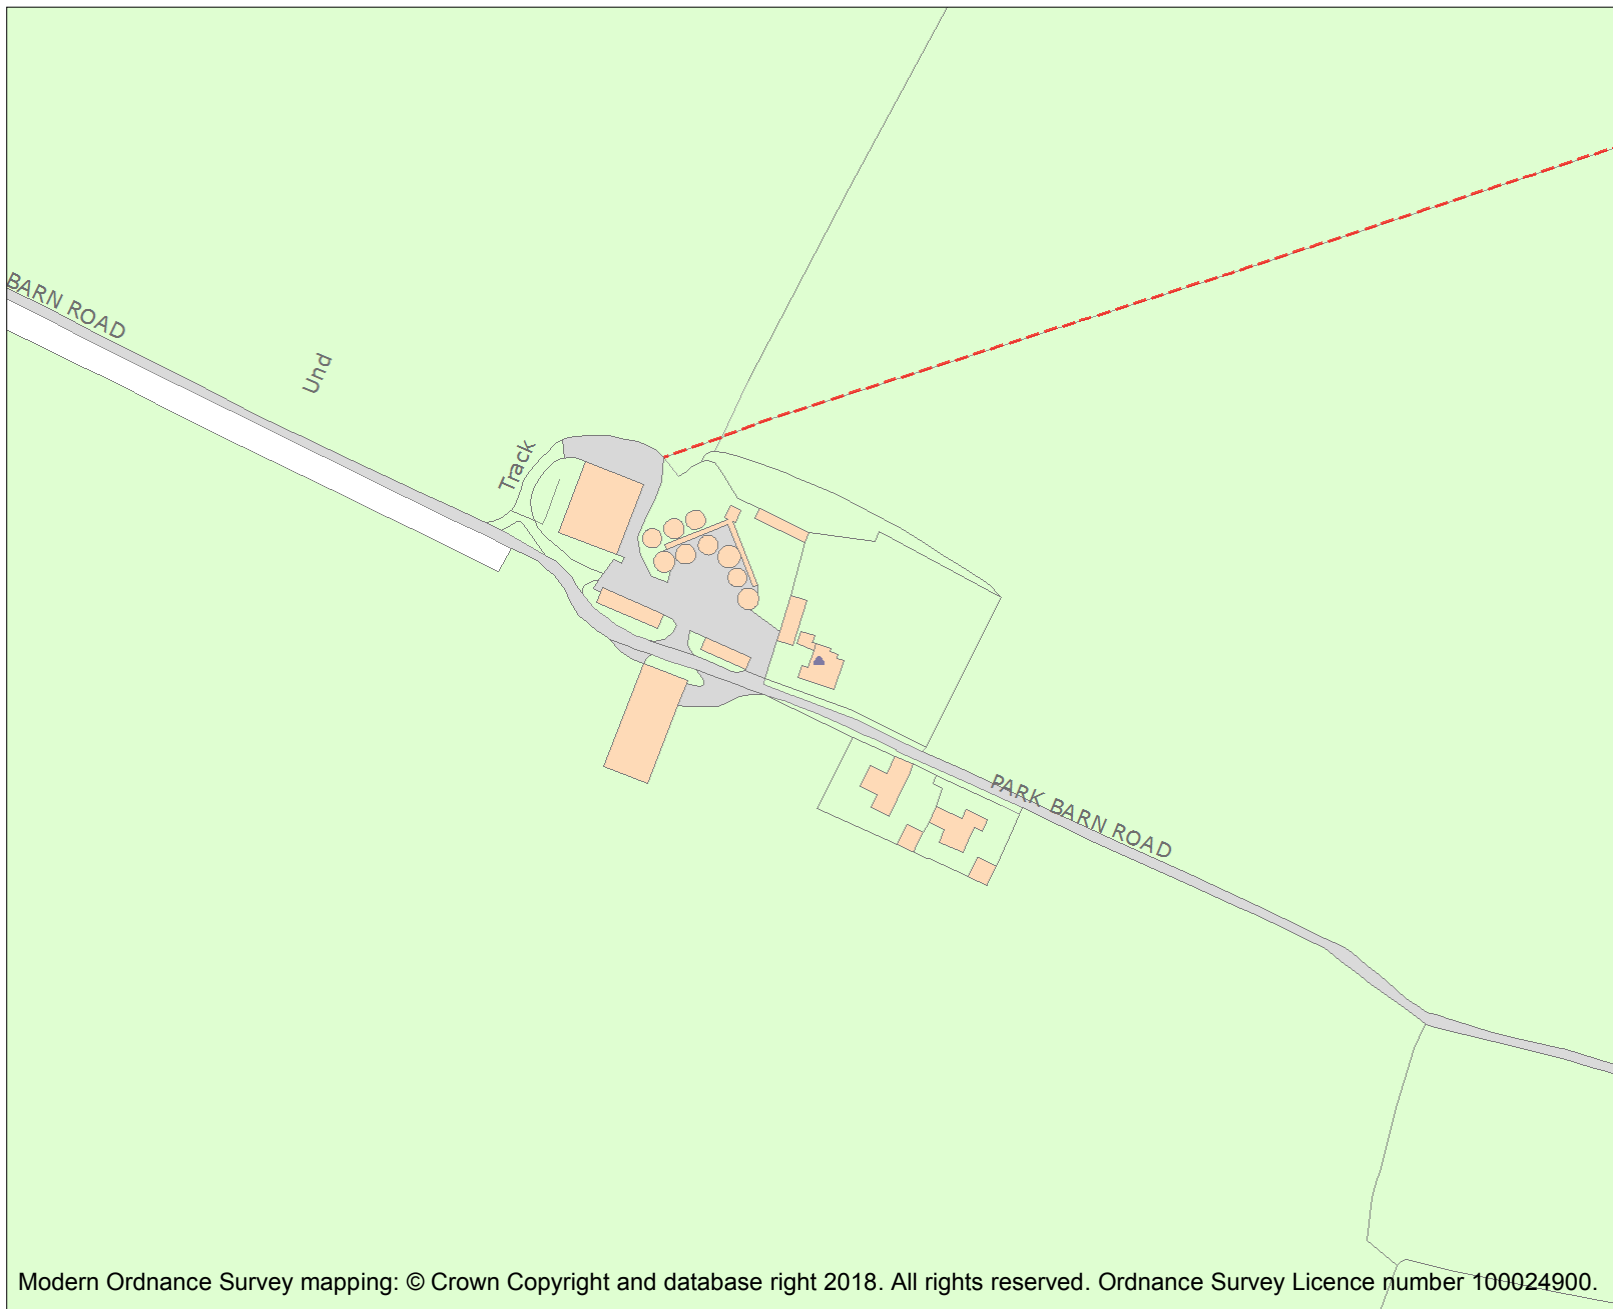 BARN ROAD
Und
Track
PARK BARN ROAD
Modern Ordnance Survey mapping: © Crown Copyright and database right 2018. All rights reserved. Ordnance Survey Licence number 100024900.